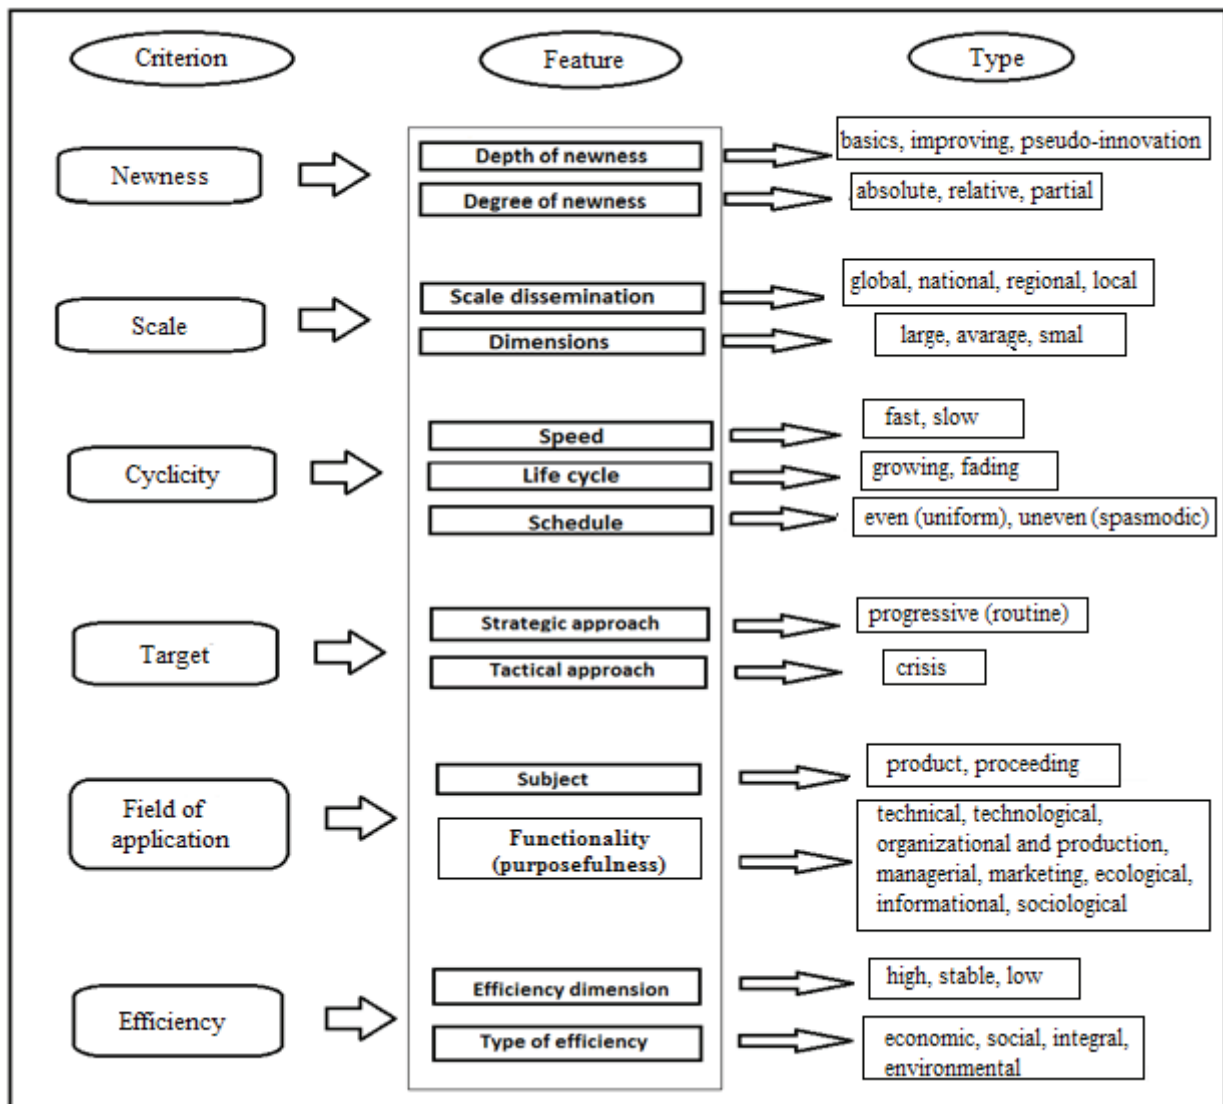 Criterion
Feature
Type
Newness
Depth of newness
basics, improving, pseudo-innovation
Degree of newness
absolute, relative, partial
Scale
Scale dissemination
global, national, regional, local
Dimensions
large, avarage, smal
Cyclicity
Speed
fast, slow
Life cycle
growing, fading
Schedule
even (uniform), uneven (spasmodic)
Target
Strategic approach
progressive (routine)
Tactical approach
crisis
Field of
application
Subject
product, proceeding
Functionality
(purposefulness)
technical, technological,
organizational and production,
managerial, marketing, ecological,
informational, sociological
Efficiency
Efficiency dimension
high, stable, low
Type of efficiency
economic, social, integral,
environmental